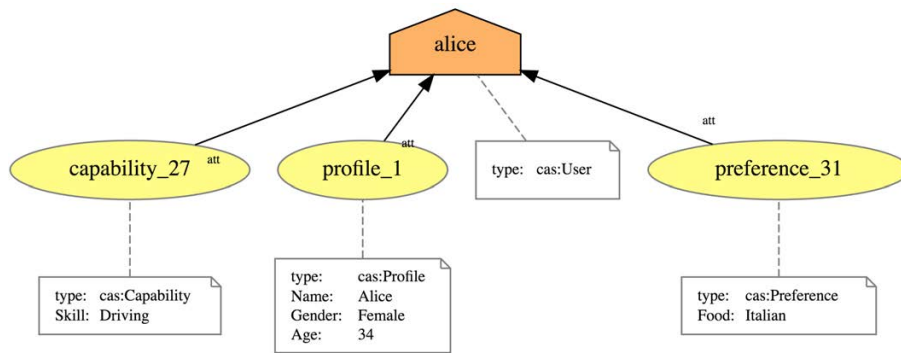 alice
att
att
att
capability_27
profile_1
type: cas:User
preference_31
type: cas:Capability
Skill: Driving
type: cas:Profile
Name: Alice
Gender: Female
Age: 34
type: cas:Preference
Food: Italian